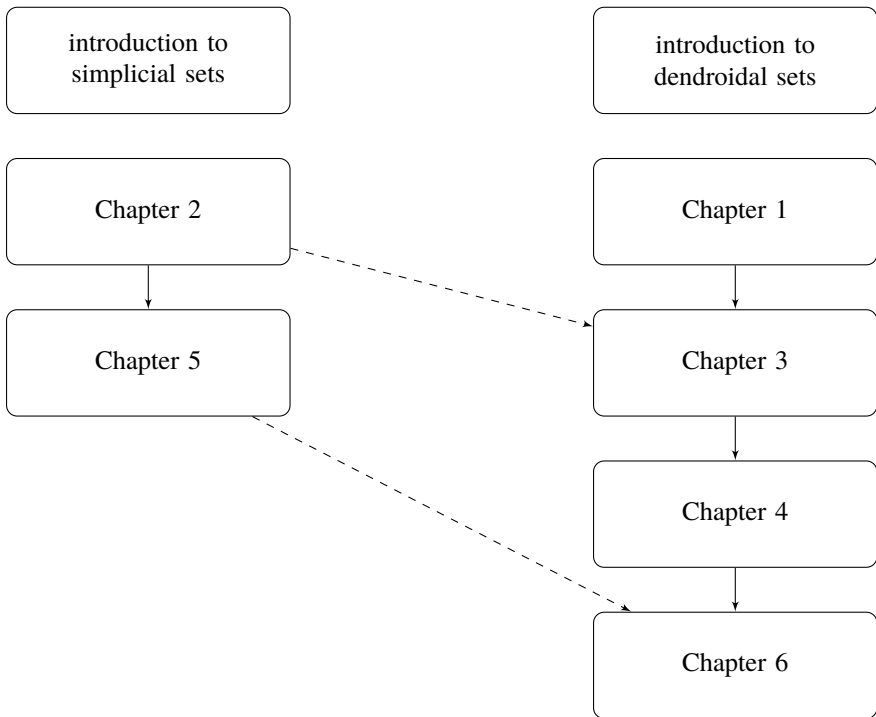 introduction to
simplicial sets
introduction to
dendroidal sets
Chapter 2
Chapter 1
Chapter 5
Chapter 3
Chapter 4
Chapter 6